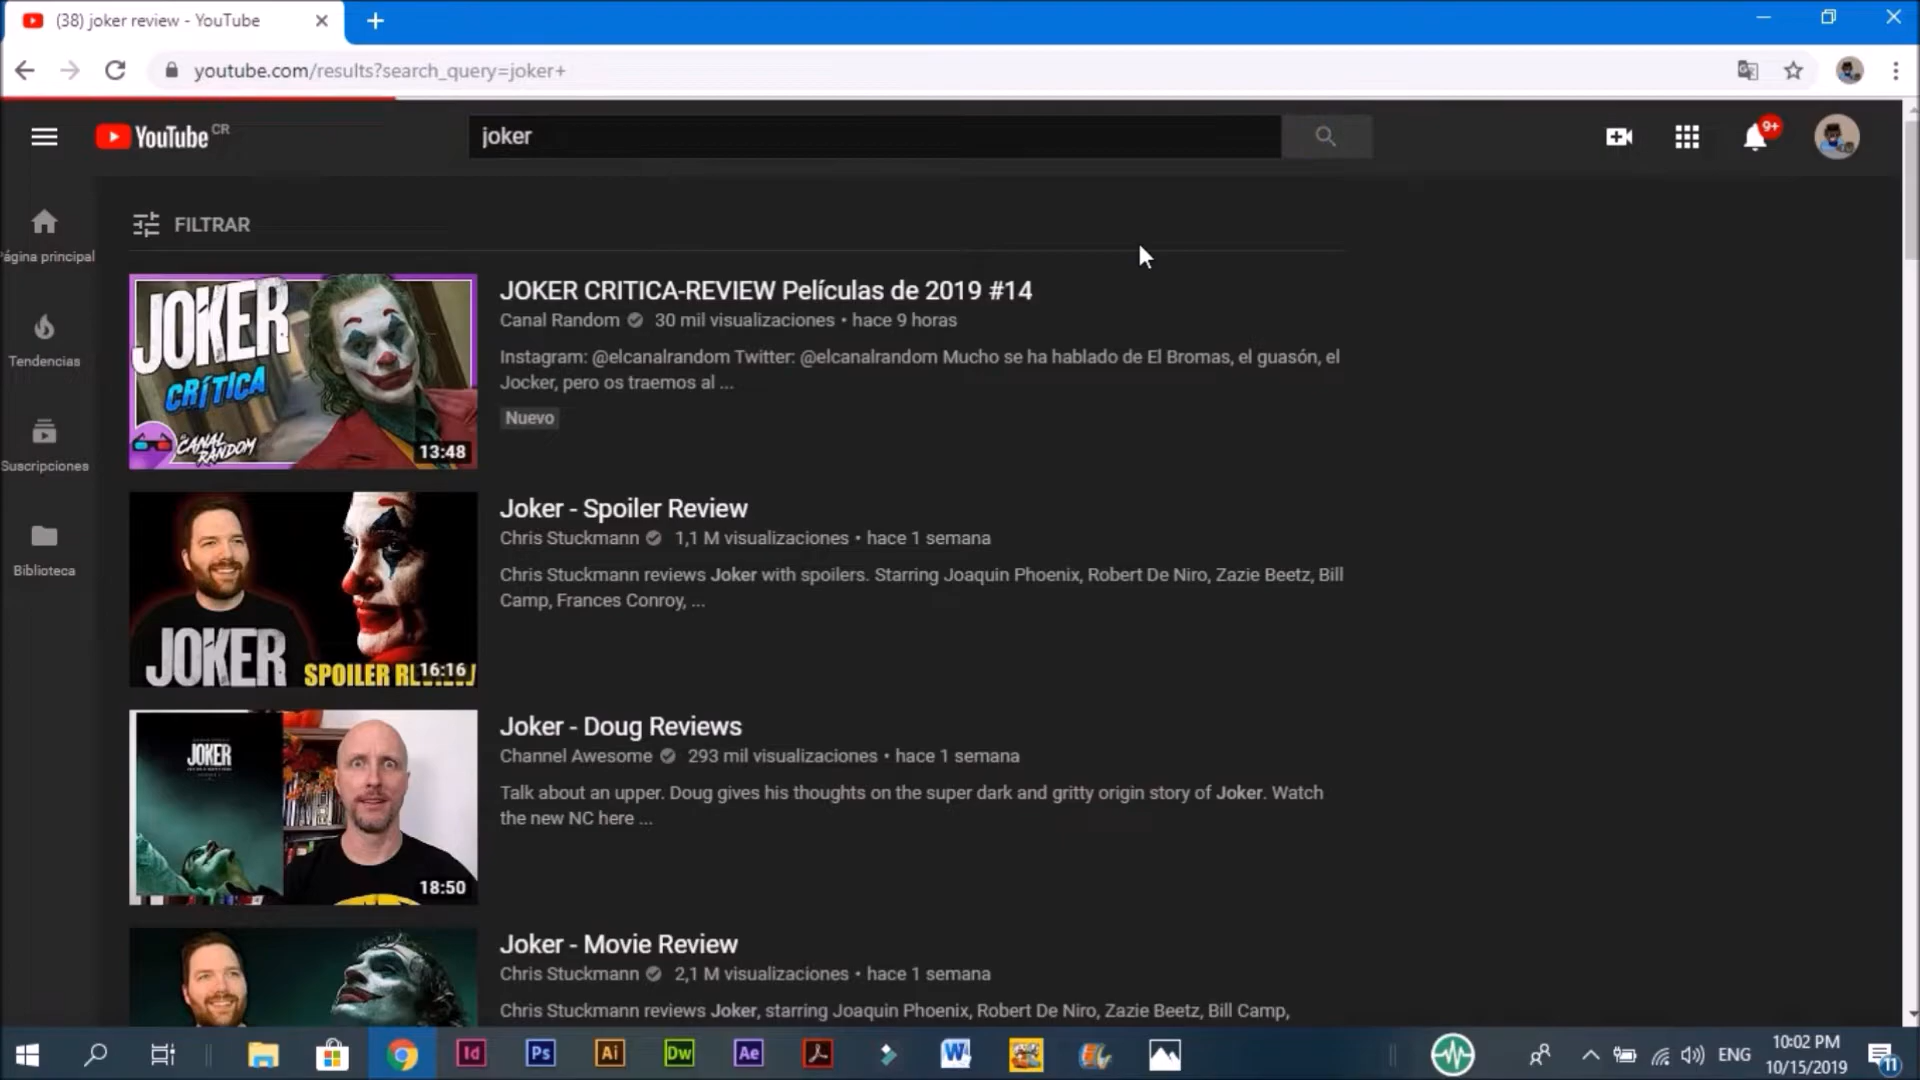 (38) joker review - YouTube
youtube.com/results?search_query=joker+
YouTube CR
joker
9+
FILTRAR
Página principal
Tendencias
Suscripciones
Biblioteca
JOKER
CRÍTICA
CANAL
RANDOM
13:48
JOKER CRITICA-REVIEW Películas de 2019 #14
Canal Random 30 mil visualizaciones • hace 9 horas
Instagram: @elcanalrandom Twitter: @elcanalrandom Mucho se ha hablado de El Bromas, el guasón, el
Jocker, pero os traemos al ...
Nuevo
JOKER
SPOILER
16:16
Joker - Spoiler Review
Chris Stuckmann 1,1 M visualizaciones • hace 1 semana
Chris Stuckmann reviews Joker with spoilers. Starring Joaquin Phoenix, Robert De Niro, Zazie Beetz, Bill
Camp, Frances Conroy, ...
JOKER
18:50
Joker - Doug Reviews
Channel Awesome 293 mil visualizaciones • hace 1 semana
Talk about an upper. Doug gives his thoughts on the super dark and gritty origin story of Joker. Watch
the new NC here ...
Joker - Movie Review
Chris Stuckmann 2,1 M visualizaciones • hace 1 semana
Chris Stuckmann reviews Joker, starring Joaquin Phoenix, Robert De Niro, Zazie Beetz, Bill Camp,
Id
Ps
Ai
Dw
Ae
W
ENG
10:02 PM
10/15/2019
11